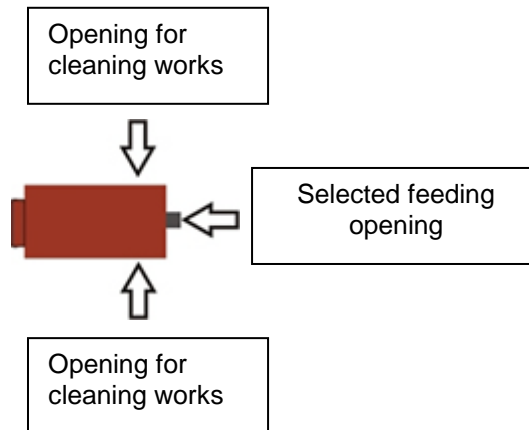 Opening for
cleaning works
Selected feeding
opening
Opening for
cleaning works